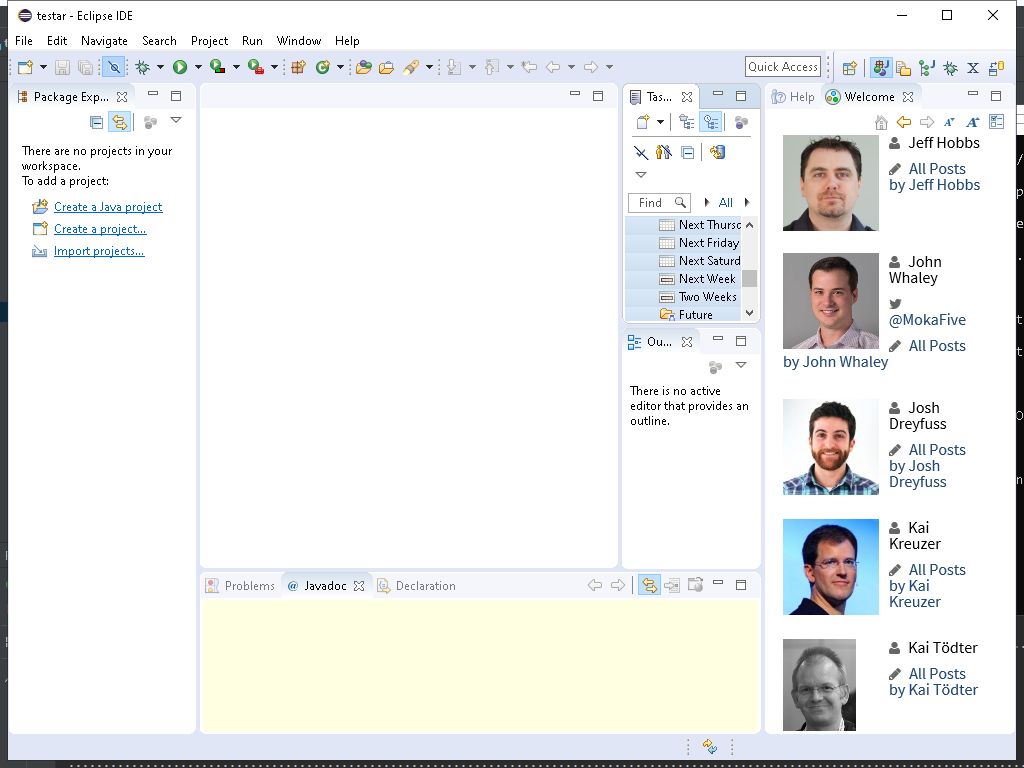 testar - Eclipse IDE
File Edit Navigate Search Project Run Window Help
Quick Access
Package Exp...
There are no projects in your
workspace.
To add a project:
Create a Java project
Create a project...
Import projects...
Tas...
Find All
Next Thursd
Next Friday
Next Saturd
Next Week
Two Weeks
Future
Ou...
There is no active
editor that provides an
outline.
Problems @ Javadoc Declaration
Help Welcome
Jeff Hobbs
All Posts
by Jeff Hobbs
John
Whaley
@MokaFive
All Posts
by John Whaley
Josh
Dreyfuss
All Posts
by Josh
Dreyfuss
Kai
Kreuzer
All Posts
by Kai
Kreuzer
Kai Tödter
All Posts
by Kai Tödter